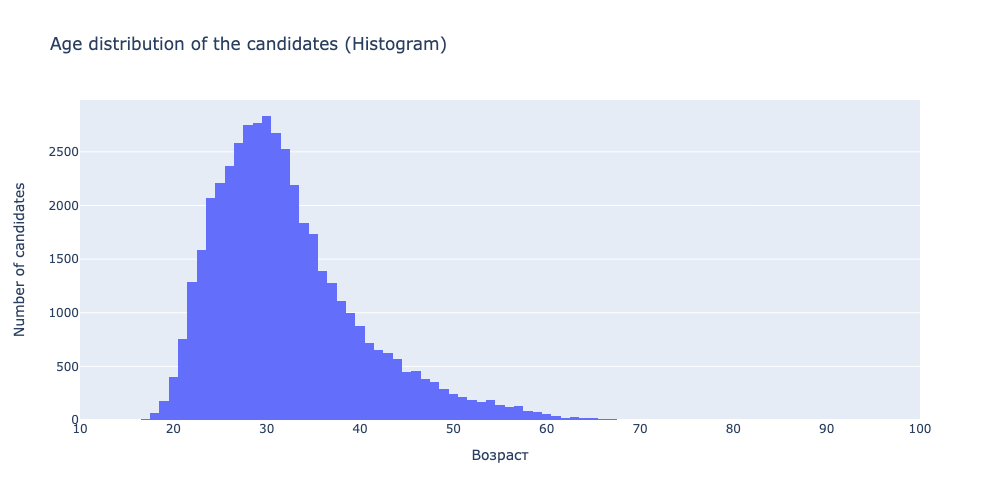 Age distribution of the candidates (Histogram)
Number of candidates
2500
2000
1500
1000
500
0
10 20 30 40 50 60 70 80 90 100
Возраст